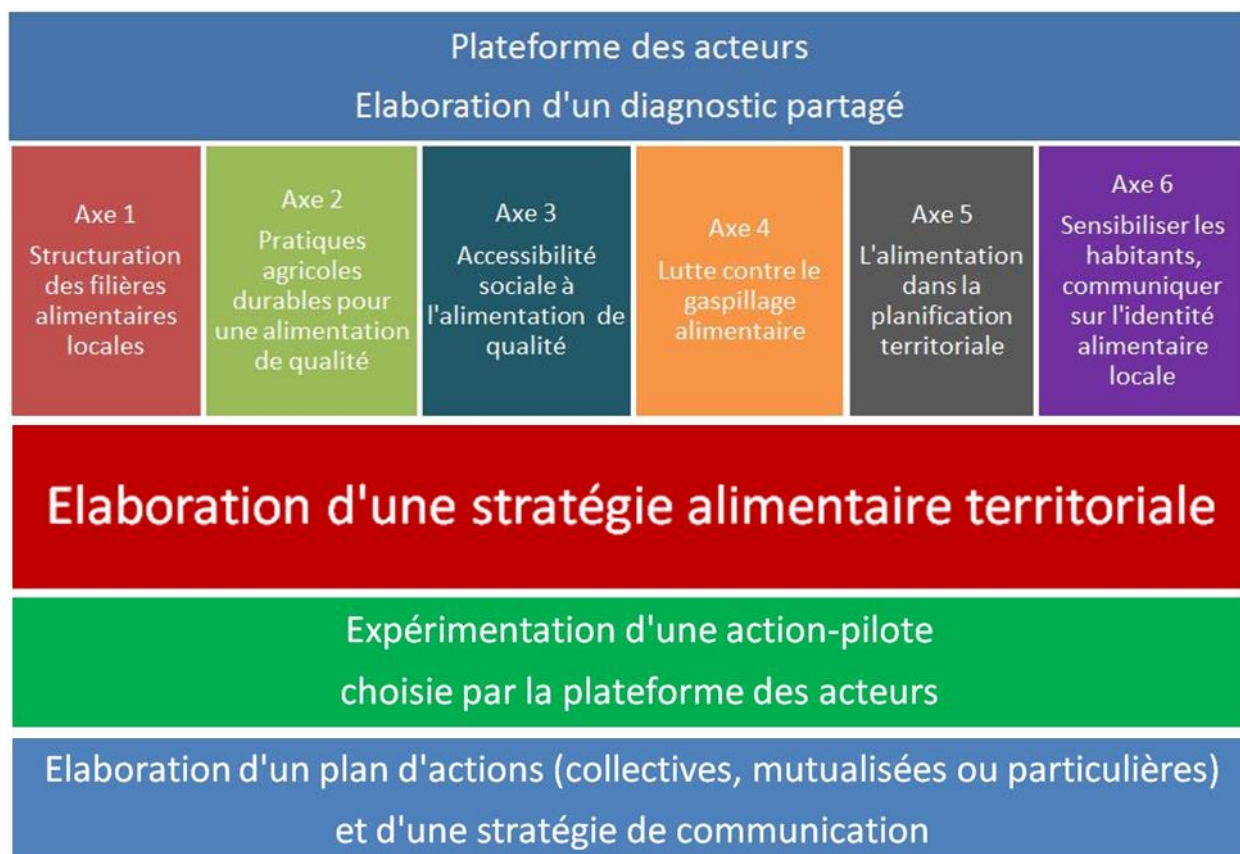 Plateforme des acteurs
Elaboration d'un diagnostic partagé
Axe 1
Structuration
des filières
alimentaires
locales
Axe 2
Pratiques
agricoles
durables pour
une alimentation
de qualité
Axe 3
Accessibilité
sociale à
l'alimentation de
qualité
Axe 4
Lutte contre le
gaspillage
alimentaire
Axe 5
L'alimentation
dans la
planification
territoriale
Axe 6
Sensibiliser les
habitants,
communiquer
sur l'identité
alimentaire
locale
Elaboration d'une stratégie alimentaire territoriale
Expérimentation d'une action-pilote
choisie par la plateforme des acteurs
Elaboration d'un plan d'actions (collectives, mutualisées ou particulières)
et d'une stratégie de communication